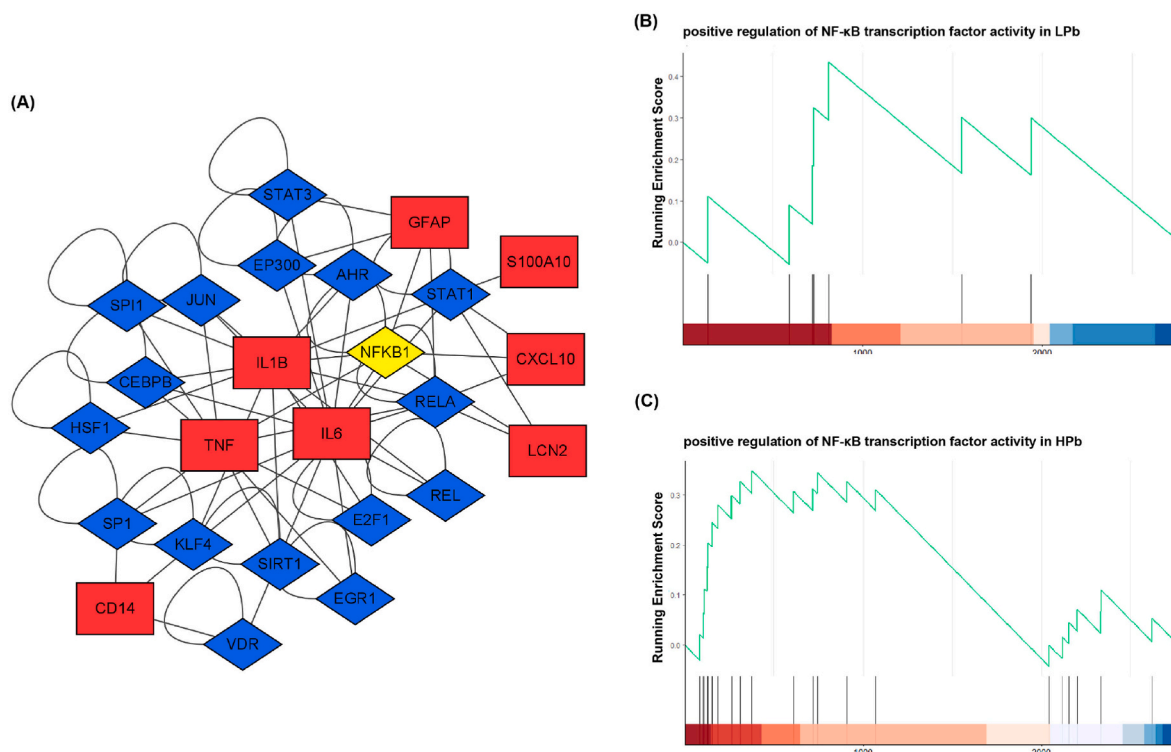 (A)
STAT3
GFAP
EP300
AHR
S100A10
SPI1
JUN
STAT1
IL1B
NFKB1
CXCL10
CEBPB
RELA
HSF1
TNF
IL6
LCN2
REL
SP1
E2F1
KLF4
SIRT1
CD14
EGR1
VDR
(B)
positive regulation of NF-κB transcription factor activity in LPb
Running Enrichment Score
0.4
0.3
0.2
0.1
0.0
1000
2000
(C)
positive regulation of NF-κB transcription factor activity in HPb
Running Enrichment Score
0.3
0.2
0.1
0.0
1000
2000